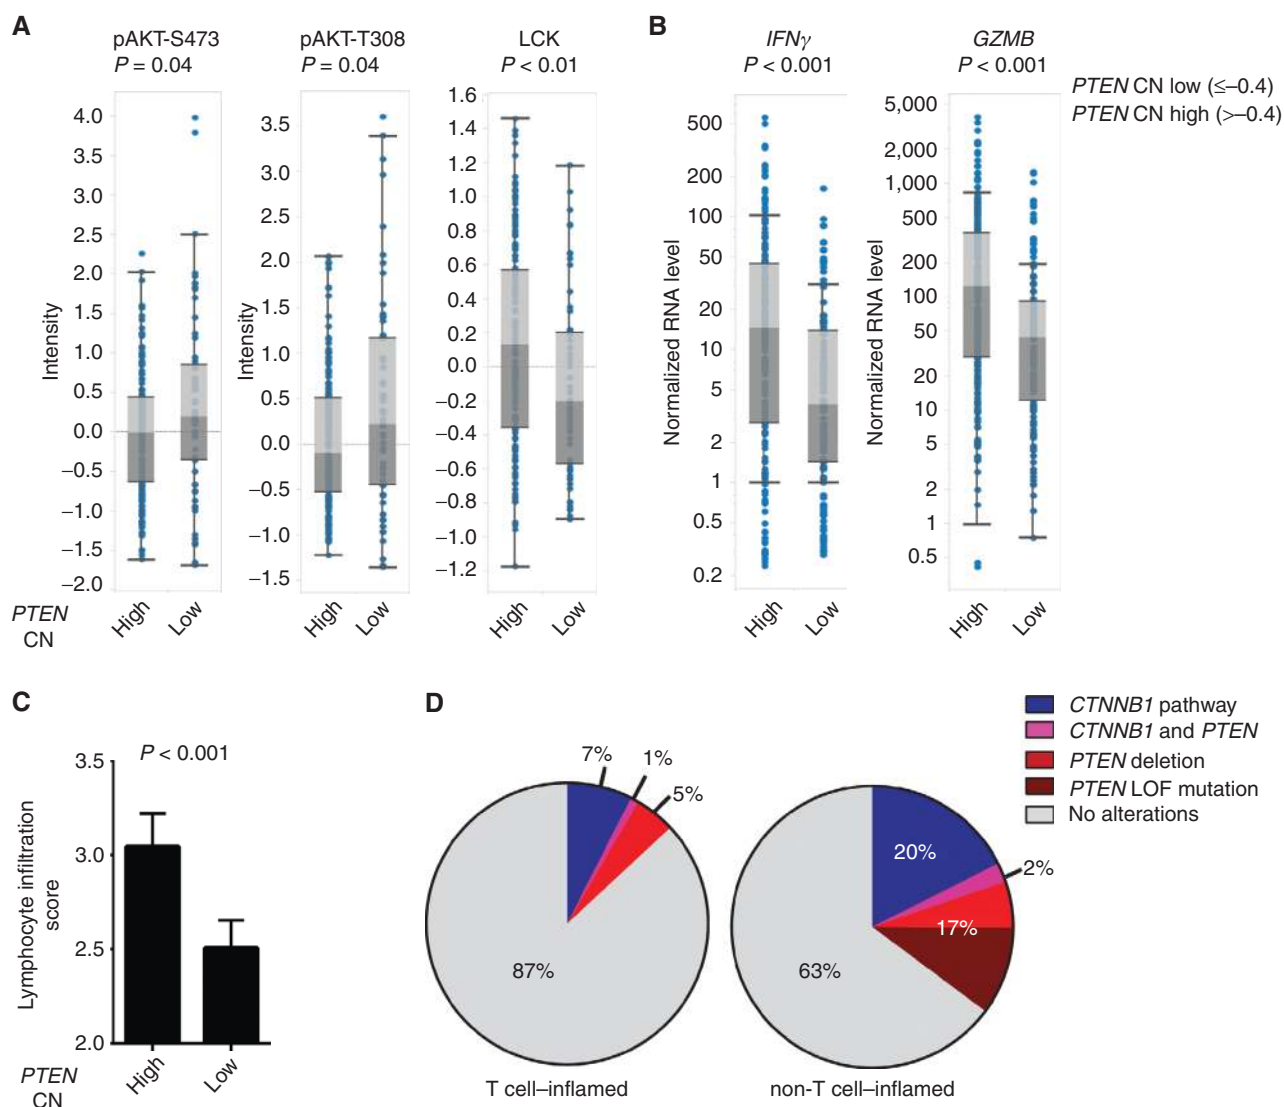 A
pAKT-S473
P = 0.04
Intensity
4.0
3.5
3.0
2.5
2.0
1.5
1.0
0.5
0.0
–0.5
–1.0
–1.5
–2.0
High
Low
pAKT-T308
P = 0.04
Intensity
3.5
3.0
2.5
2.0
1.5
1.0
0.5
0.0
–0.5
–1.0
–1.5
High
Low
LCK
P < 0.01
1.6
1.4
1.2
1.0
0.8
0.6
0.4
0.2
0.0
–0.2
–0.4
–0.6
–0.8
–1.0
–1.2
High
Low
PTEN
CN
B
IFNγ
P < 0.001
Normalized RNA level
500
200
100
50
20
10
5
2
1
0.5
0.2
High
Low
GZMB
P < 0.001
Normalized RNA level
5,000
2,000
1,000
500
200
100
50
20
10
5
2
1
0.5
High
Low
PTEN CN low (≤–0.4)
PTEN CN high (>–0.4)
C
P < 0.001
Lymphocyte infiltration
score
3.5
3.0
2.5
2.0
High
Low
PTEN
CN
D
7%
1%
5%
87%
T cell–inflamed
20%
2%
17%
63%
non-T cell–inflamed
CTNNB1 pathway
CTNNB1 and PTEN
PTEN deletion
PTEN LOF mutation
No alterations